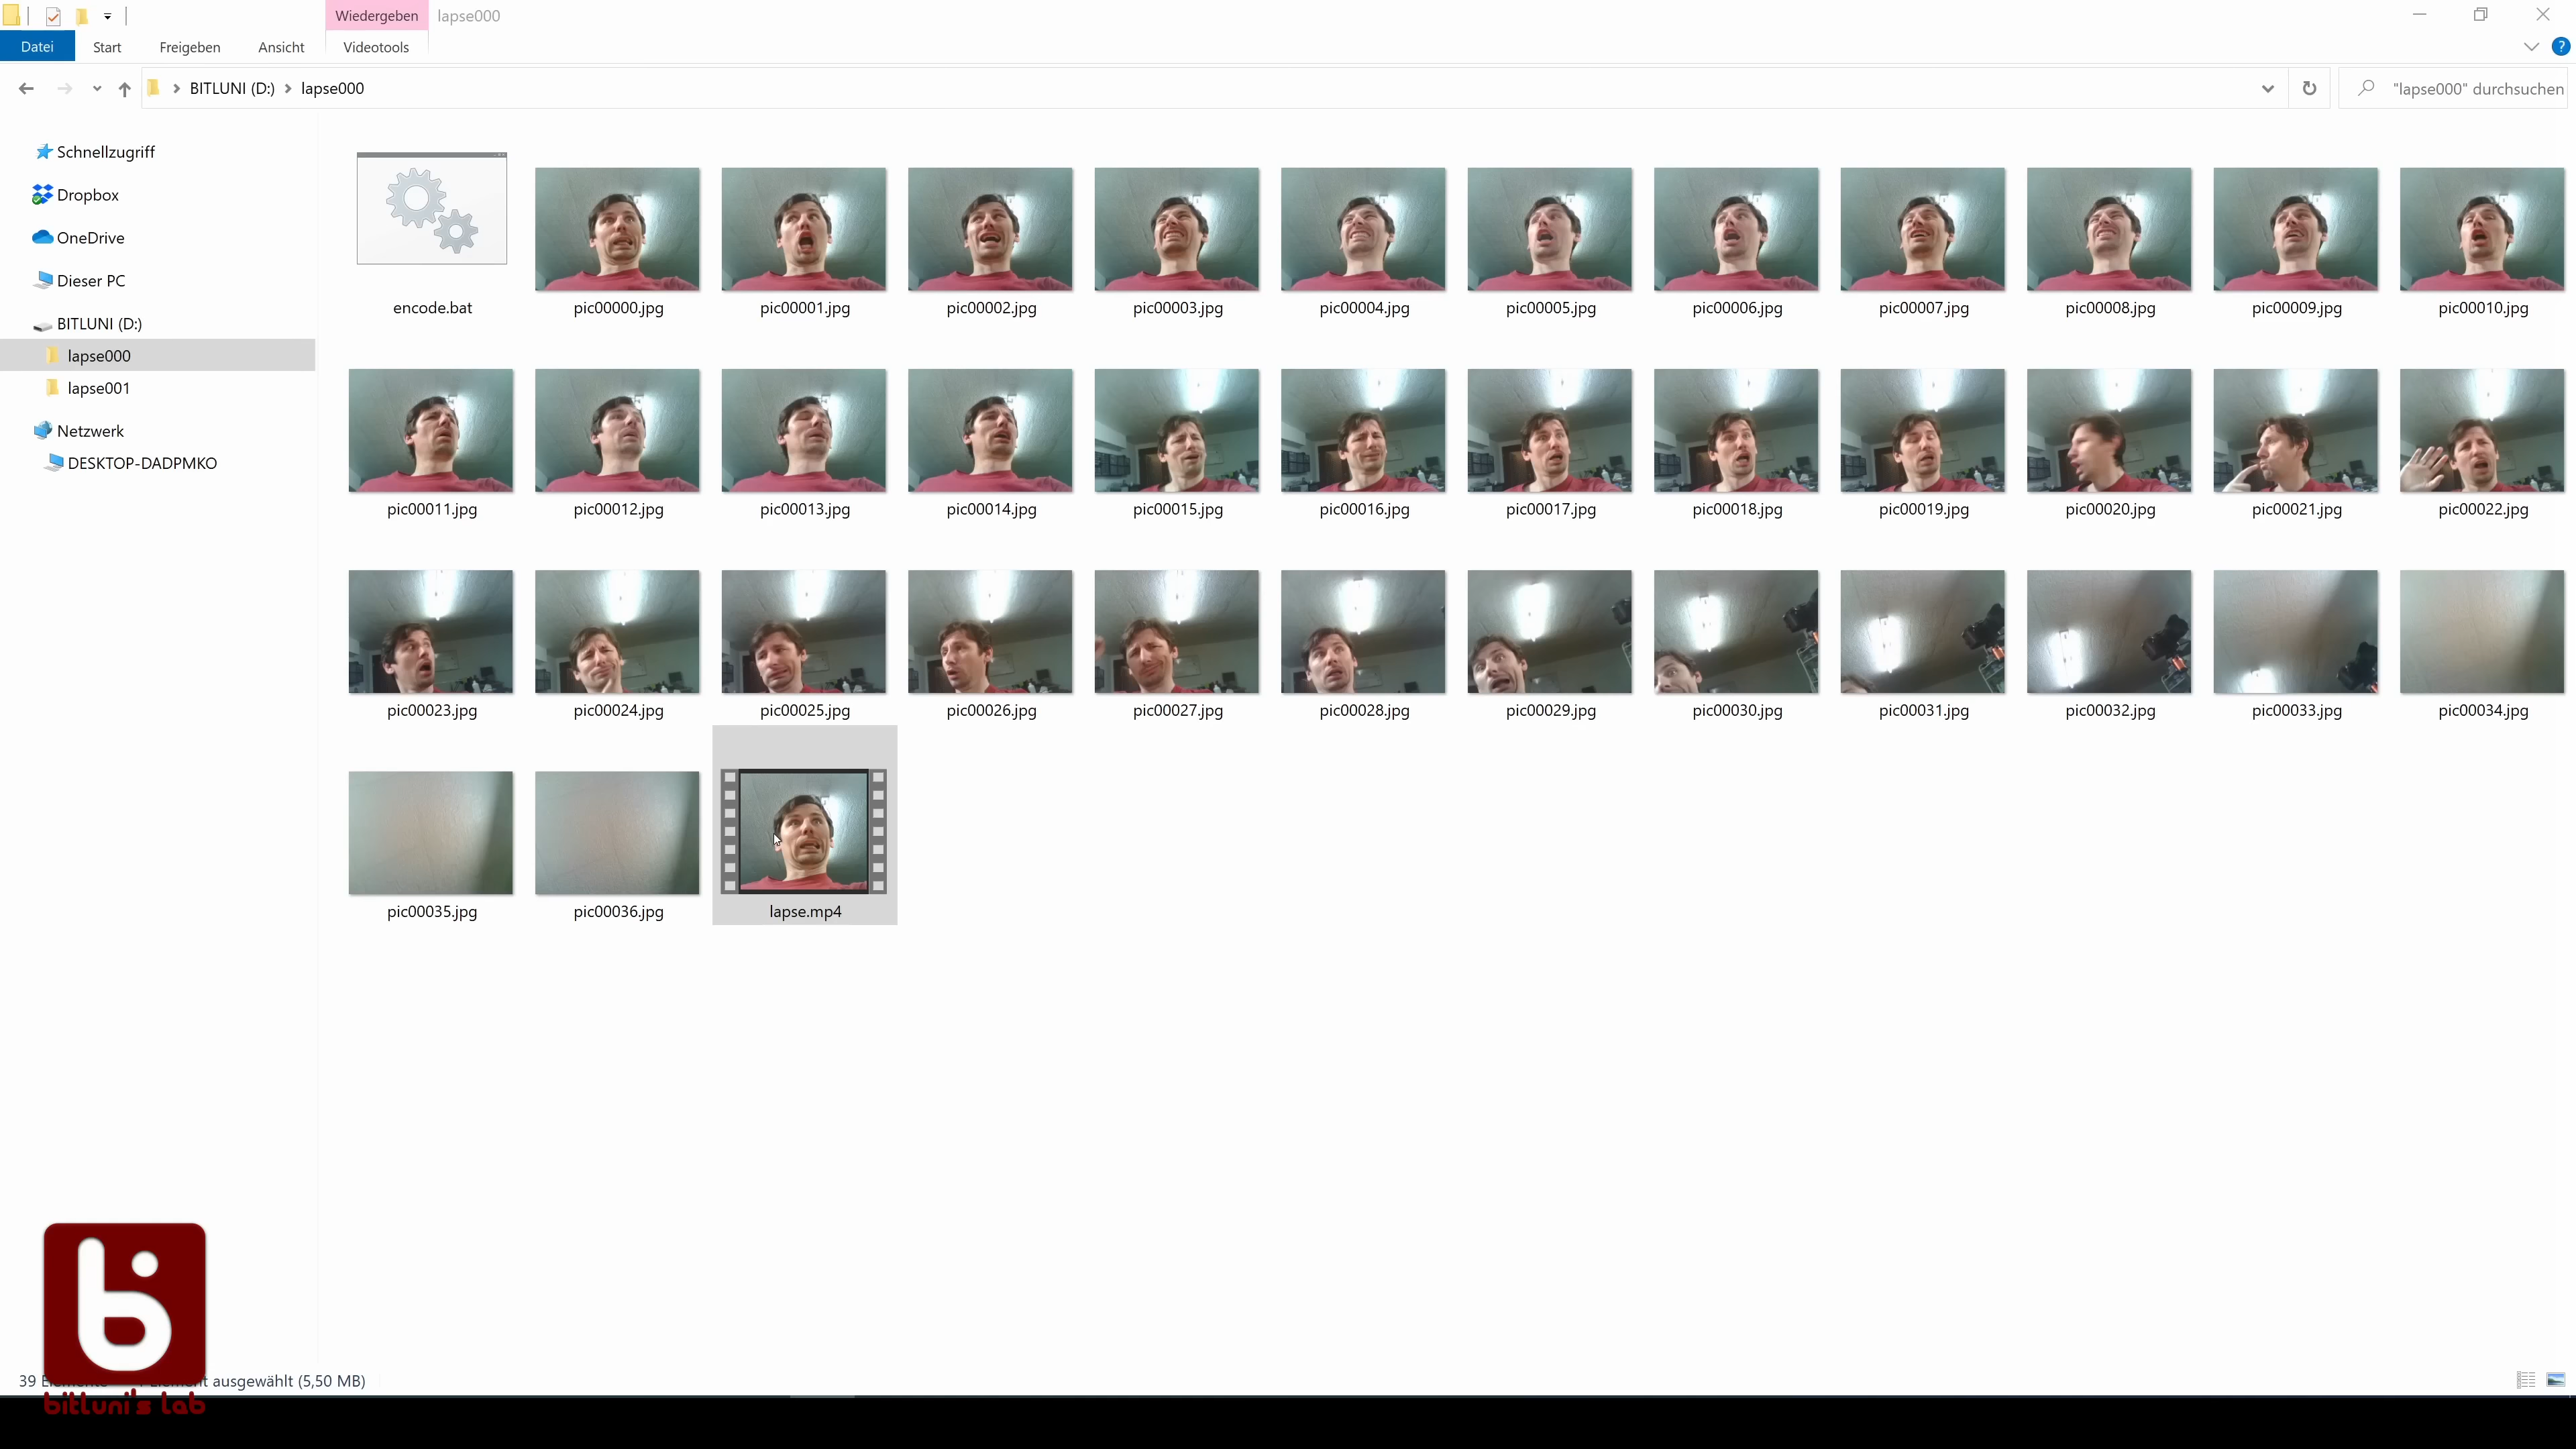 Wiedergeben
lapse000
Datei
Start
Freigeben
Ansicht
Videotools
BITLUNI (D:)
lapse000
"lapse000" durchsuchen
Schnellzugriff
Dropbox
OneDrive
Dieser PC
BITLUNI (D:)
lapse000
lapse001
Netzwerk
DESKTOP-DADPMKO
encode.bat
pic00000.jpg
pic00001.jpg
pic00002.jpg
pic00003.jpg
pic00004.jpg
pic00005.jpg
pic00006.jpg
pic00007.jpg
pic00008.jpg
pic00009.jpg
pic00010.jpg
pic00011.jpg
pic00012.jpg
pic00013.jpg
pic00014.jpg
pic00015.jpg
pic00016.jpg
pic00017.jpg
pic00018.jpg
pic00019.jpg
pic00020.jpg
pic00021.jpg
pic00022.jpg
pic00023.jpg
pic00024.jpg
pic00025.jpg
pic00026.jpg
pic00027.jpg
pic00028.jpg
pic00029.jpg
pic00030.jpg
pic00031.jpg
pic00032.jpg
pic00033.jpg
pic00034.jpg
pic00035.jpg
pic00036.jpg
lapse.mp4
39 Elemente
Element ausgewählt (5,50 MB)
bitluni's lab